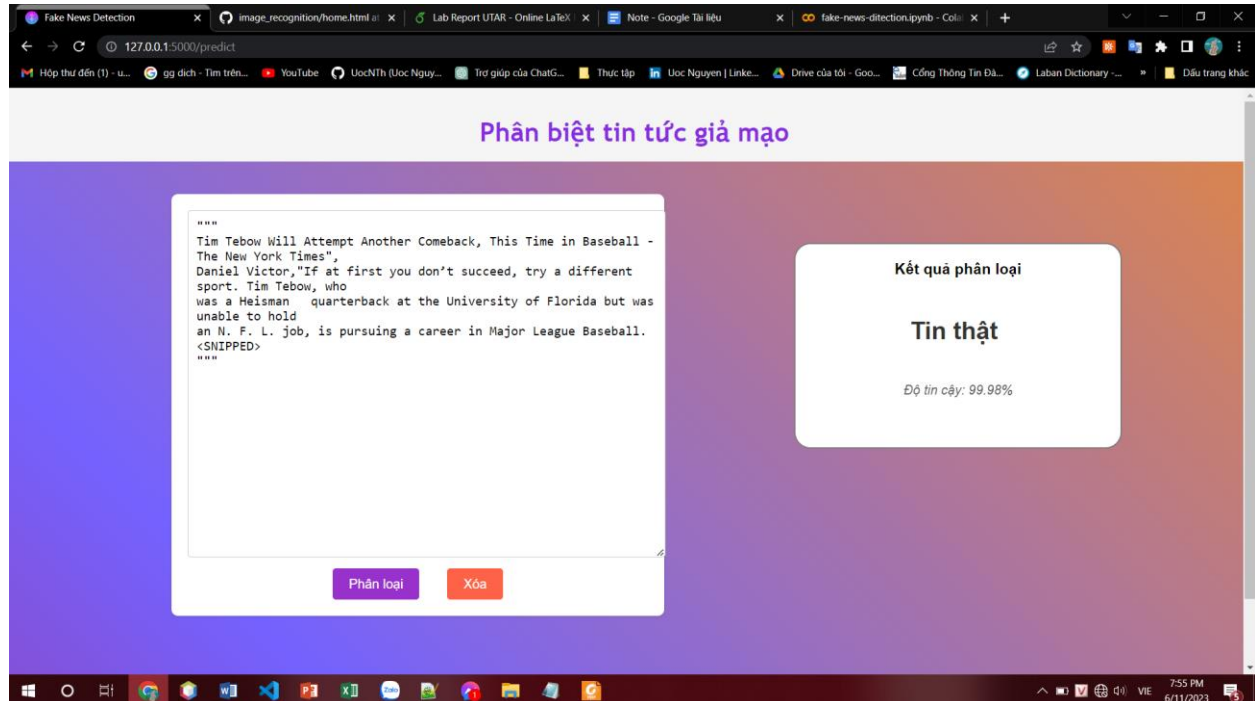 Fake News Detection
image_recognition/home.html at
Lab Report UTAR - Online LaTeX
Note - Google Tài liệu
fake-news-ditection.ipynb - Cola
127.0.0.1:5000/predict
Hộp thư đến (1) - u...
gg dich - Tìm trên...
YouTube
UocNTh (Uoc Nguy...
Trợ giúp của ChatG...
Thực tập
Uoc Nguyen | Linke...
Drive của tôi - Goo...
Cổng Thông Tin Đà...
Laban Dictionary -...
»
Dấu trang khác
Phân biệt tin tức giả mạo
"""
Tim Tebow Will Attempt Another Comeback, This Time in Baseball -
The New York Times",
Daniel Victor,"If at first you don’t succeed, try a different
sport. Tim Tebow, who
was a Heisman   quarterback at the University of Florida but was
unable to hold
an N. F. L. job, is pursuing a career in Major League Baseball.
<SNIPPED>
"""
Phân loại
Xóa
Kết quả phân loại
Tin thật
Độ tin cậy: 99.98%
VIE
7:55 PM
6/11/2023